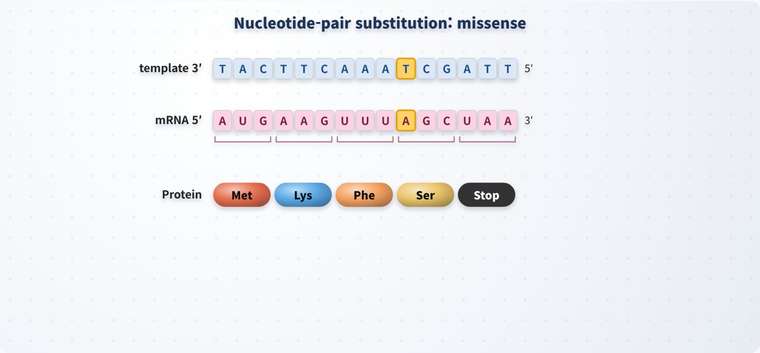 Nucleotide-pair substitution: missense
template 3′ T A C T T C A A A T C G A T T 5′
mRNA 5′ A U G A A G U U U A G C U A A 3′
Protein Met Lys Phe Ser Stop